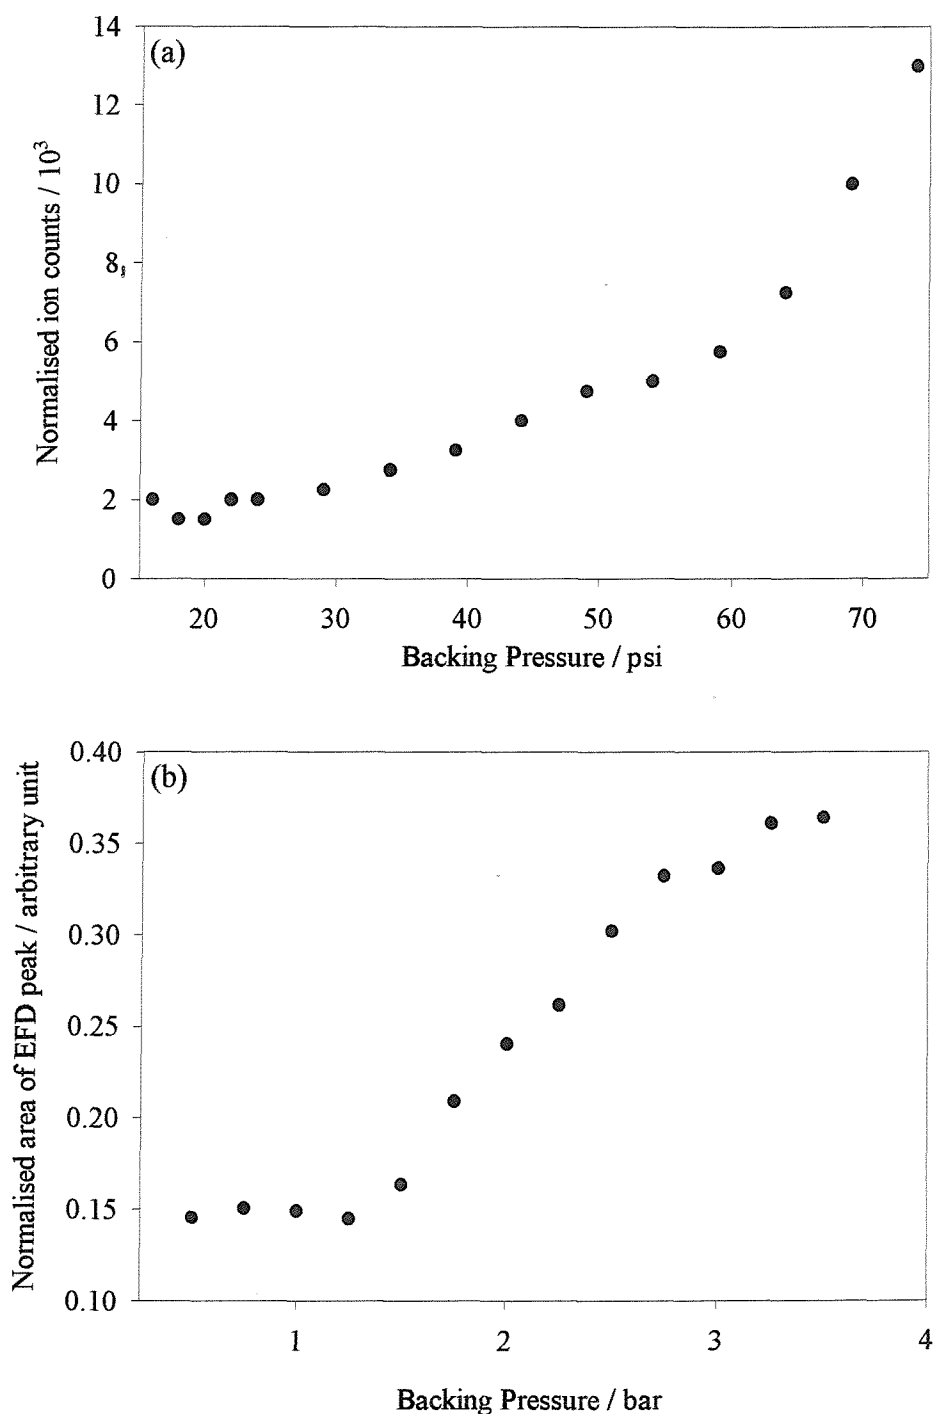 (a)
14
12
10
8
6
4
2
0
Normalised ion counts / 10³
20 30 40 50 60 70
Backing Pressure / psi
(b)
0.40
0.35
0.30
0.25
0.20
0.15
0.10
Normalised area of EFD peak / arbitrary unit
1 2 3 4
Backing Pressure / bar